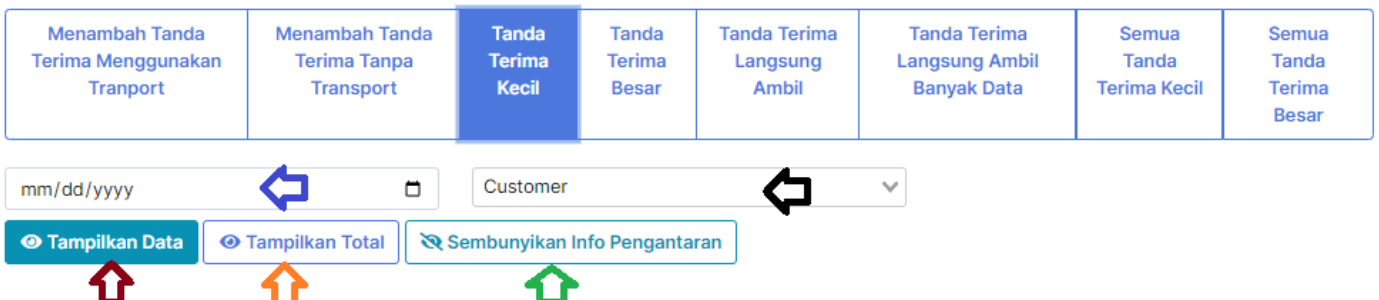 Menambah Tanda
Terima Menggunakan
Tranport
Menambah Tanda
Terima Tanpa
Transport
Tanda
Terima
Kecil
Tanda
Terima
Besar
Tanda Terima
Langsung
Ambil
Tanda Terima
Langsung Ambil
Banyak Data
Semua
Tanda
Terima Kecil
Semua
Tanda
Terima
Besar
mm/dd/yyyy
Customer
Tampilkan Data
Tampilkan Total
Sembunyikan Info Pengantaran